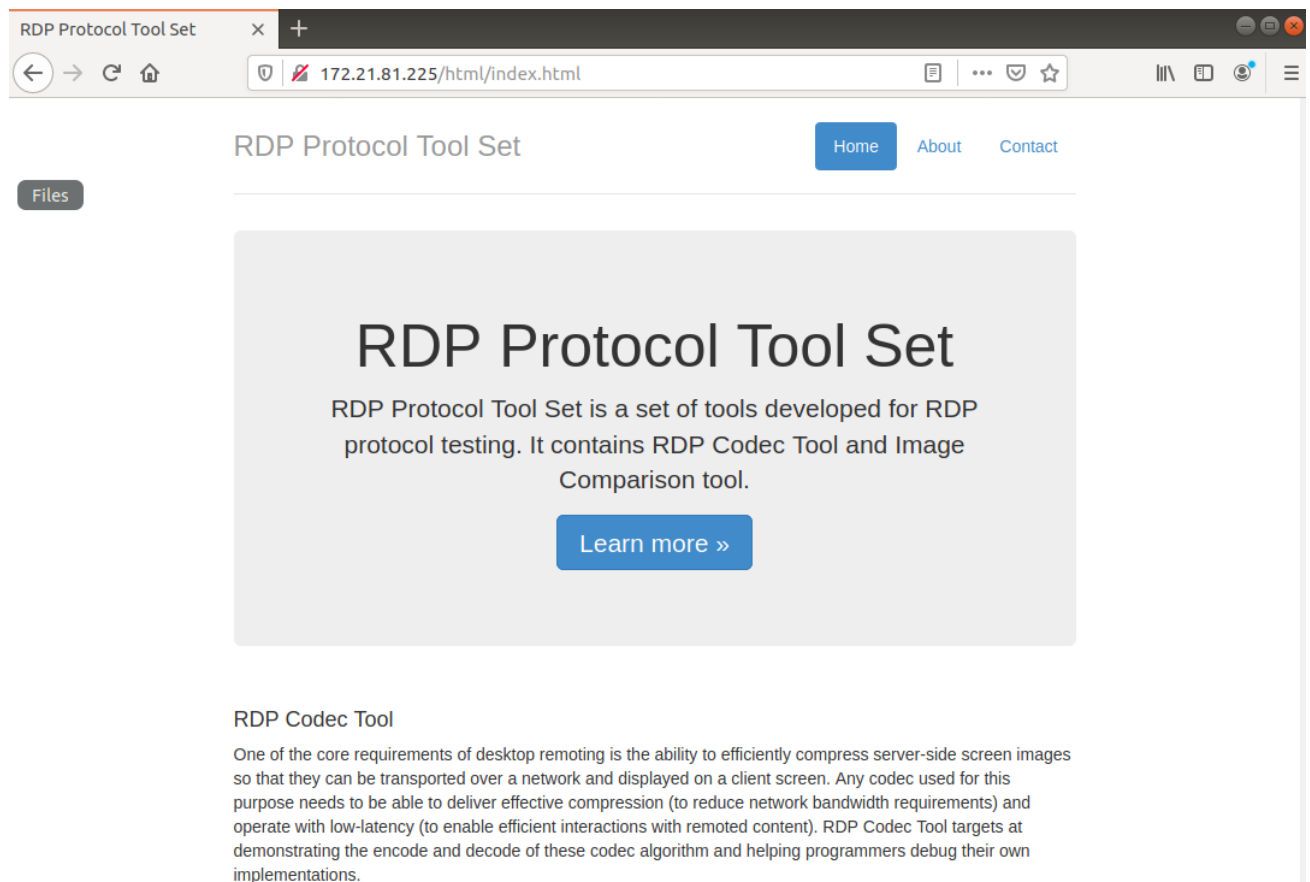 RDP Protocol Tool Set
172.21.81.225/html/index.html
RDP Protocol Tool Set
Home About Contact
Files
RDP Protocol Tool Set
RDP Protocol Tool Set is a set of tools developed for RDP
protocol testing. It contains RDP Codec Tool and Image
Comparison tool.
Learn more »
RDP Codec Tool
One of the core requirements of desktop remoting is the ability to efficiently compress server-side screen images
so that they can be transported over a network and displayed on a client screen. Any codec used for this
purpose needs to be able to deliver effective compression (to reduce network bandwidth requirements) and
operate with low-latency (to enable efficient interactions with remoted content). RDP Codec Tool targets at
demonstrating the encode and decode of these codec algorithm and helping programmers debug their own
implementations.